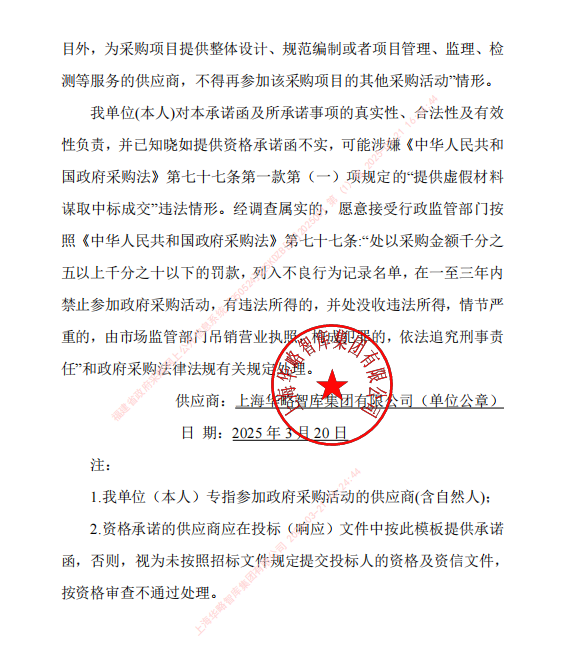 目外，为采购项目提供整体设计、规范编制或者项目管理、监理、检
测等服务的供应商，不得再参加该采购项目的其他采购活动”情形。
我单位(本人)对本承诺函及所承诺事项的真实性、合法性及有效
性负责，并已知晓如提供资格承诺函不实，可能涉嫌《中华人民共和
国政府采购法》第七十七条第一款第（一）项规定的“提供虚假材料
谋取中标成交”违法情形。经调查属实的，愿意接受行政监管部门按
照《中华人民共和国政府采购法》第七十七条:“处以采购金额千分之
五以上千分之十以下的罚款，列入不良行为记录名单，在一至三年内
禁止参加政府采购活动，有违法所得的，并处没收违法所得，情节严
重的，由市场监管部门吊销营业执照；构成犯罪的，依法追究刑事责
任”和政府采购法律法规有关规定处理。
供应商：上海华略智库集团有限公司（单位公章）
上海华略智库集团有限公司
日 期：2025 年 3 月 20 日
注：
1.我单位（本人）专指参加政府采购活动的供应商(含自然人);
2.资格承诺的供应商应在投标（响应）文件中按此模板提供承诺
函，否则，视为未按照招标文件规定提交投标人的资格及资信文件，
按资格审查不通过处理。